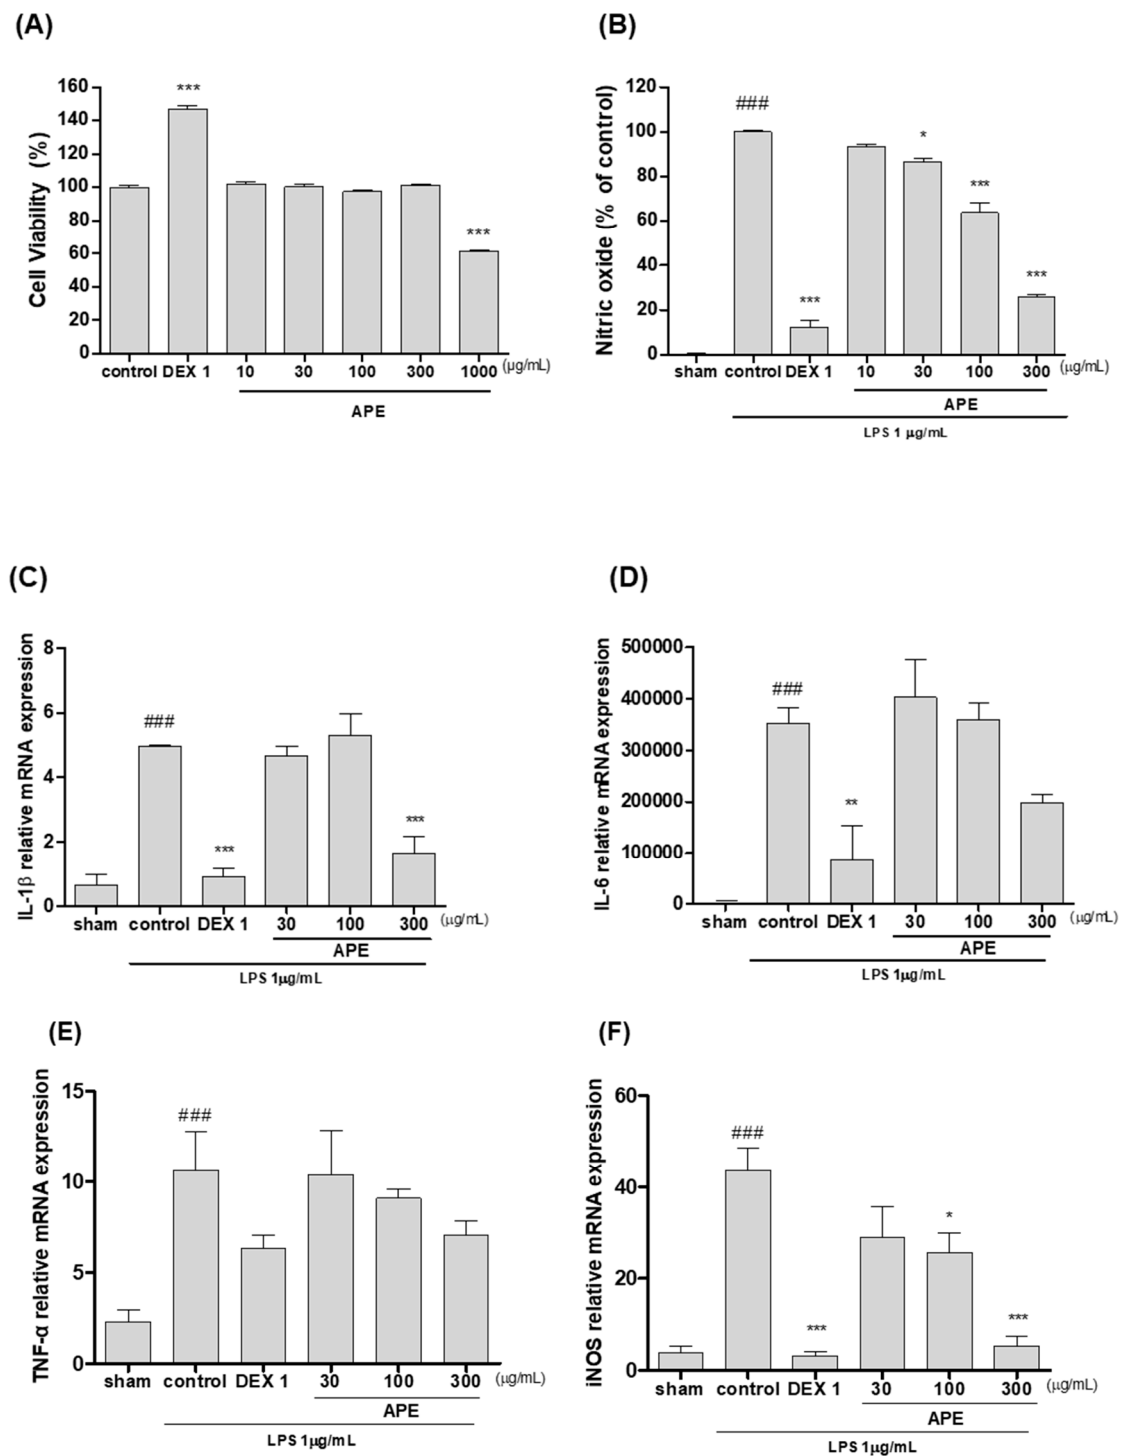 (A)
Cell Viability (%)
160
140
120
100
80
60
40
20
0
***
***
control DEX 1 10 30 100 300 1000 (μg/mL)
APE
(B)
Nitric oxide (% of control)
120
100
80
60
40
20
0
###
***
*
***
***
sham control DEX 1 10 30 100 300 (μg/mL)
APE
LPS 1 μg/mL
(C)
IL-1β relative mRNA expression
8
6
4
2
0
###
***
***
sham control DEX 1 30 100 300 (μg/mL)
APE
LPS 1μg/mL
(D)
IL-6 relative mRNA expression
500000
400000
300000
200000
100000
0
###
**
sham control DEX 1 30 100 300 (μg/mL)
APE
LPS 1μg/mL
(E)
TNF-α relative mRNA expression
15
10
5
0
###
sham control DEX 1 30 100 300 (μg/mL)
APE
LPS 1μg/mL
(F)
iNOS relative mRNA expression
60
40
20
0
###
***
*
***
sham control DEX 1 30 100 300 (μg/mL)
APE
LPS 1μg/mL